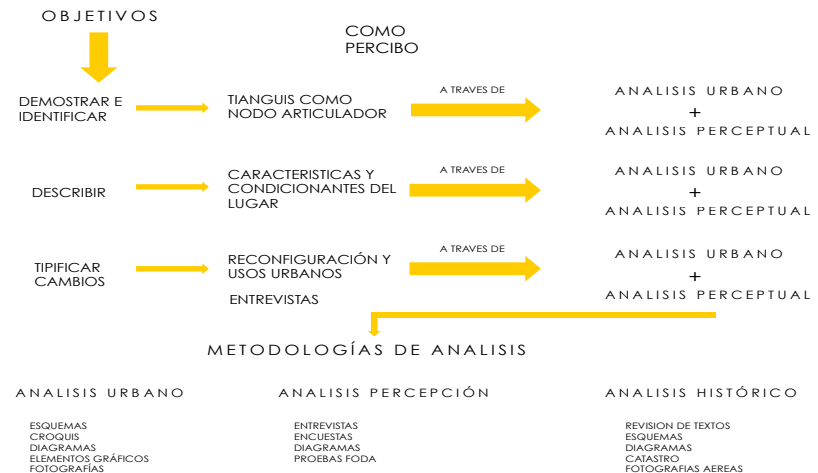 OBJETIVOS
COMO
PERCIBO
DEMOSTRAR E
IDENTIFICAR
TIANGUIS COMO
NODO ARTICULADOR
A TRAVES DE
ANALISIS URBANO
+
ANALISIS PERCEPTUAL
DESCRIBIR
CARACTERISTICAS Y
CONDICIONANTES DEL
LUGAR
A TRAVES DE
ANALISIS URBANO
+
ANALISIS PERCEPTUAL
TIPIFICAR
CAMBIOS
RECONFIGURACIÓN Y
USOS URBANOS
ENTREVISTAS
A TRAVES DE
ANALISIS URBANO
+
ANALISIS PERCEPTUAL
METODOLOGÍAS DE ANALISIS
ANALISIS URBANO
ESQUEMAS
CROQUIS
DIAGRAMAS
ELEMENTOS GRÁFICOS
FOTOGRAFÍAS
ANALISIS PERCEPCIÓN
ENTREVISTAS
ENCUESTAS
DIAGRAMAS
PROEBAS FODA
ANALISIS HISTÓRICO
REVISION DE TEXTOS
ESQUEMAS
DIAGRAMAS
CATASTRO
FOTOGRAFIAS AEREAS